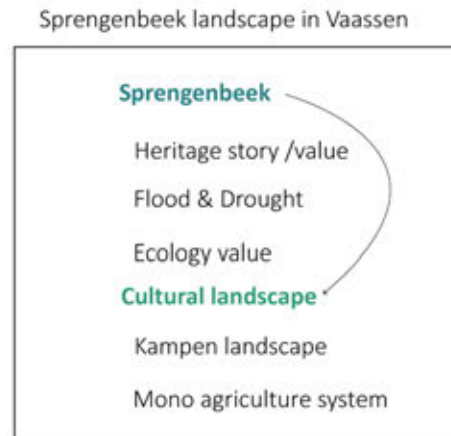 Sprengenbeek landscape in Vaassen
Sprengenbeek
Heritage story /value
Flood & Drought
Ecology value
Cultural landscape
Kampen landscape
Mono agriculture system